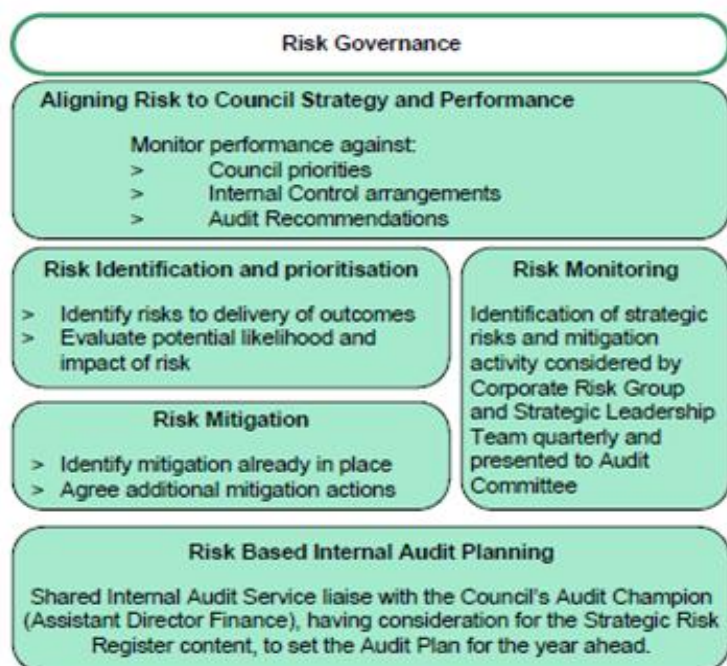 Risk Governance
Aligning Risk to Council Strategy and Performance
Monitor performance against:
> Council priorities
> Internal Control arrangements
> Audit Recommendations
Risk Identification and prioritisation
> Identify risks to delivery of outcomes
> Evaluate potential likelihood and
impact of risk
Risk Mitigation
> Identify mitigation already in place
> Agree additional mitigation actions
Risk Monitoring
Identification of strategic
risks and mitigation
activity considered by
Corporate Risk Group
and Strategic Leadership
Team quarterly and
presented to Audit
Committee
Risk Based Internal Audit Planning
Shared Internal Audit Service liaise with the Council's Audit Champion
(Assistant Director Finance), having consideration for the Strategic Risk
Register content, to set the Audit Plan for the year ahead.